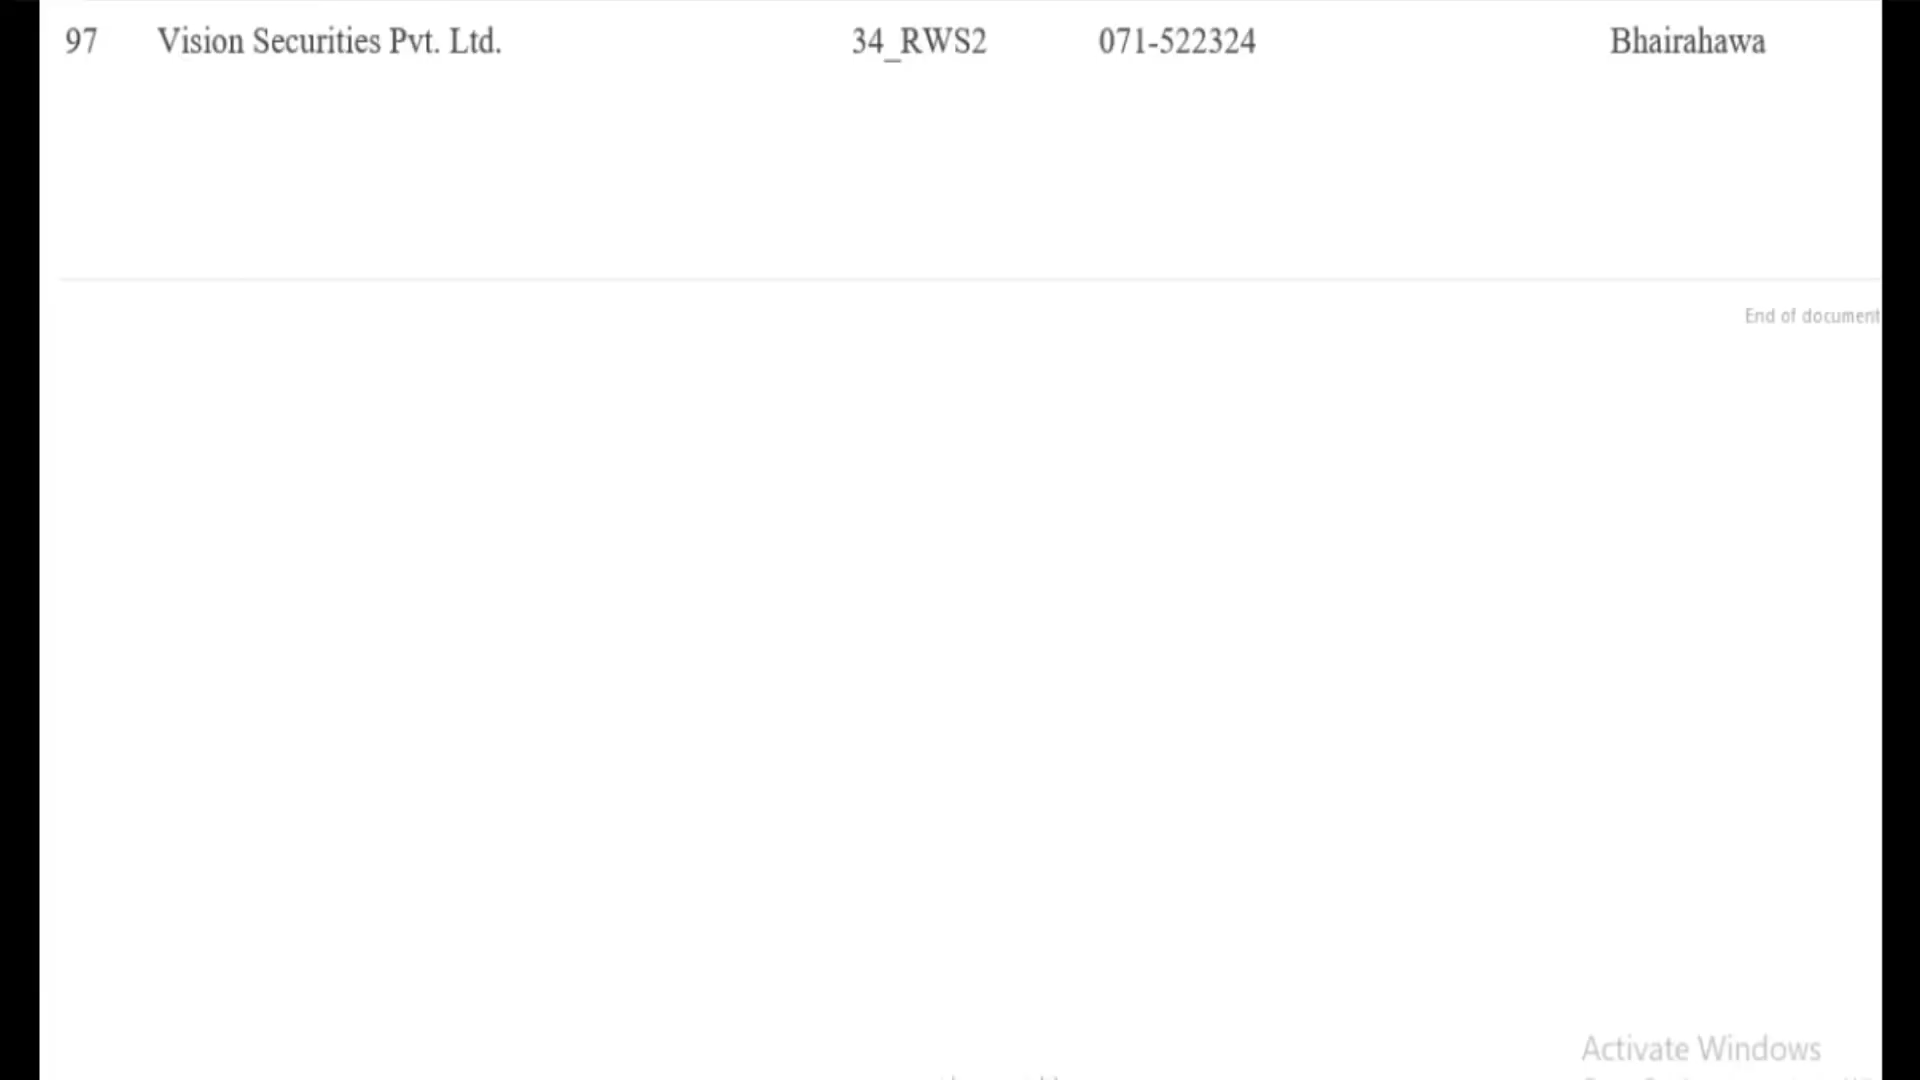 97 Vision Securities Pvt. Ltd. 34_RWS2 071-522324 Bhairahawa
End of document
Activate Windows